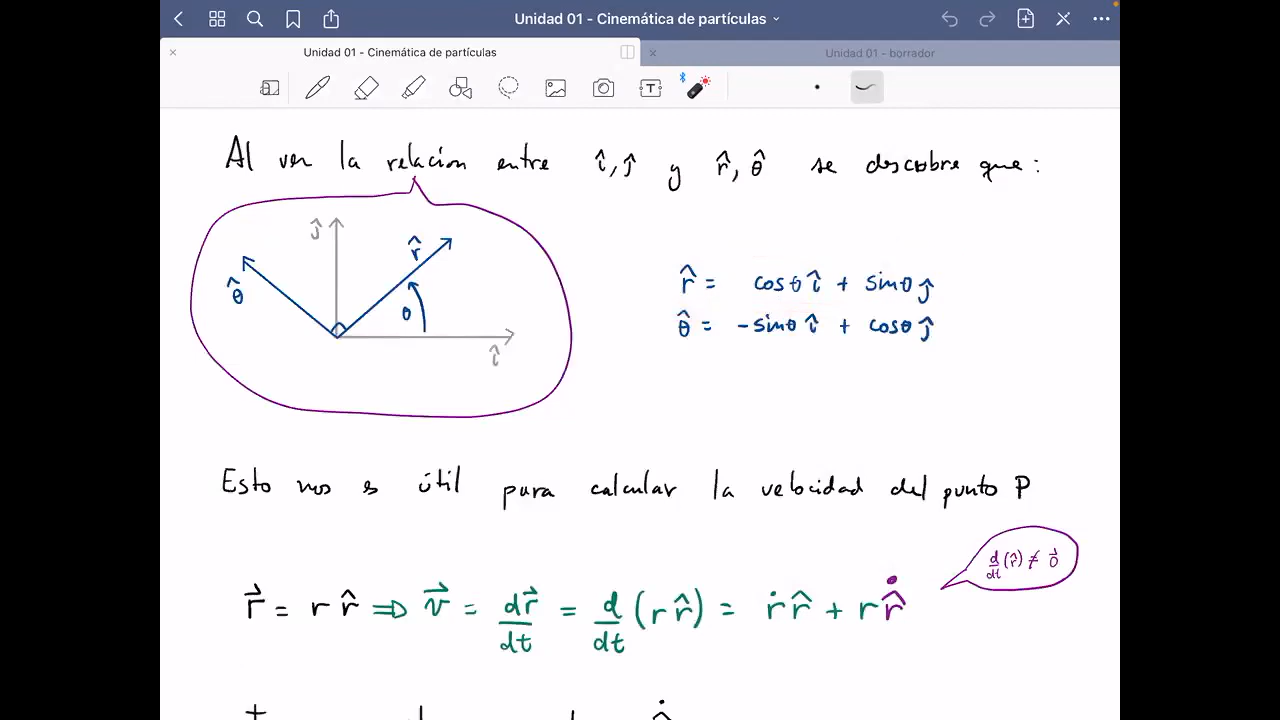 Unidad 01 - Cinemática de partículas
Unidad 01 - Cinemática de partículas
Unidad 01 - borrador
Al ver la relación entre î, ĵ y r̂, θ̂ se descubre que:
ĵ
r̂
θ̂
θ
î
r̂ = cosθ î + sinθ ĵ
θ̂ = -sinθ î + cosθ ĵ
Esto nos es útil para calcular la velocidad del punto P
d/dt (r̂) ≠ 0⃗
r⃗ = r r̂ ⇒ v⃗ = dr⃗/dt = d/dt (r r̂) = ṙ r̂ + r r̂̇